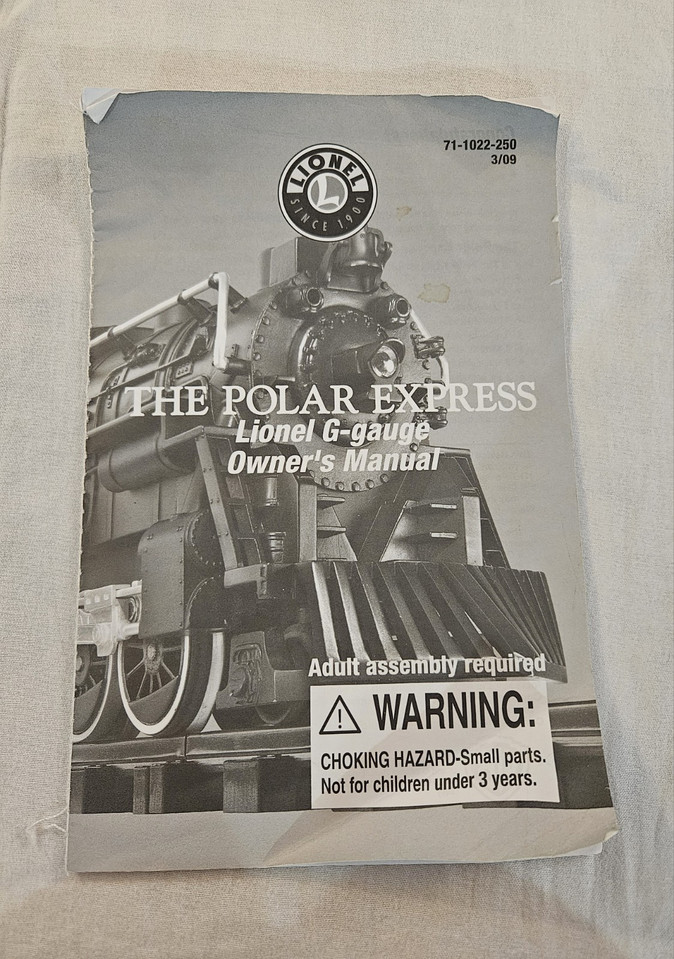 LIONEL
L
SINCE 1900
71-1022-250
3/09
THE POLAR EXPRESS
Lionel G-gauge
Owner's Manual
Adult assembly required
WARNING:
CHOKING HAZARD-Small parts.
Not for children under 3 years.